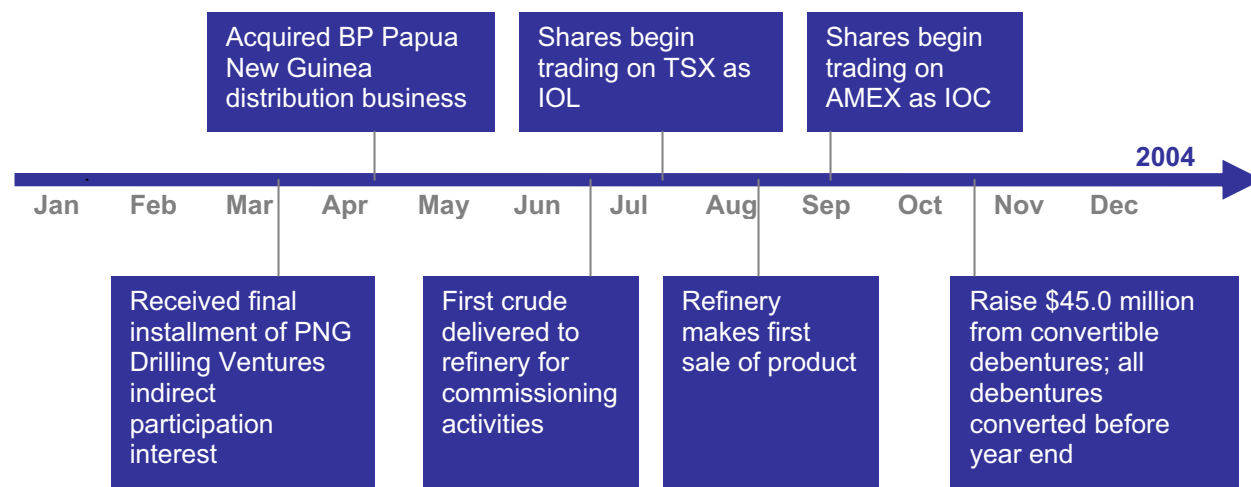 Acquired BP Papua
New Guinea
distribution business
Shares begin
trading on TSX as
IOL
Shares begin
trading on
AMEX as IOC
2004
Jan Feb Mar Apr May Jun Jul Aug Sep Oct Nov Dec
Received final
installment of PNG
Drilling Ventures
indirect
participation
interest
First crude
delivered to
refinery for
commissioning
activities
Refinery
makes first
sale of product
Raise $45.0 million
from convertible
debentures; all
debentures
converted before
year end